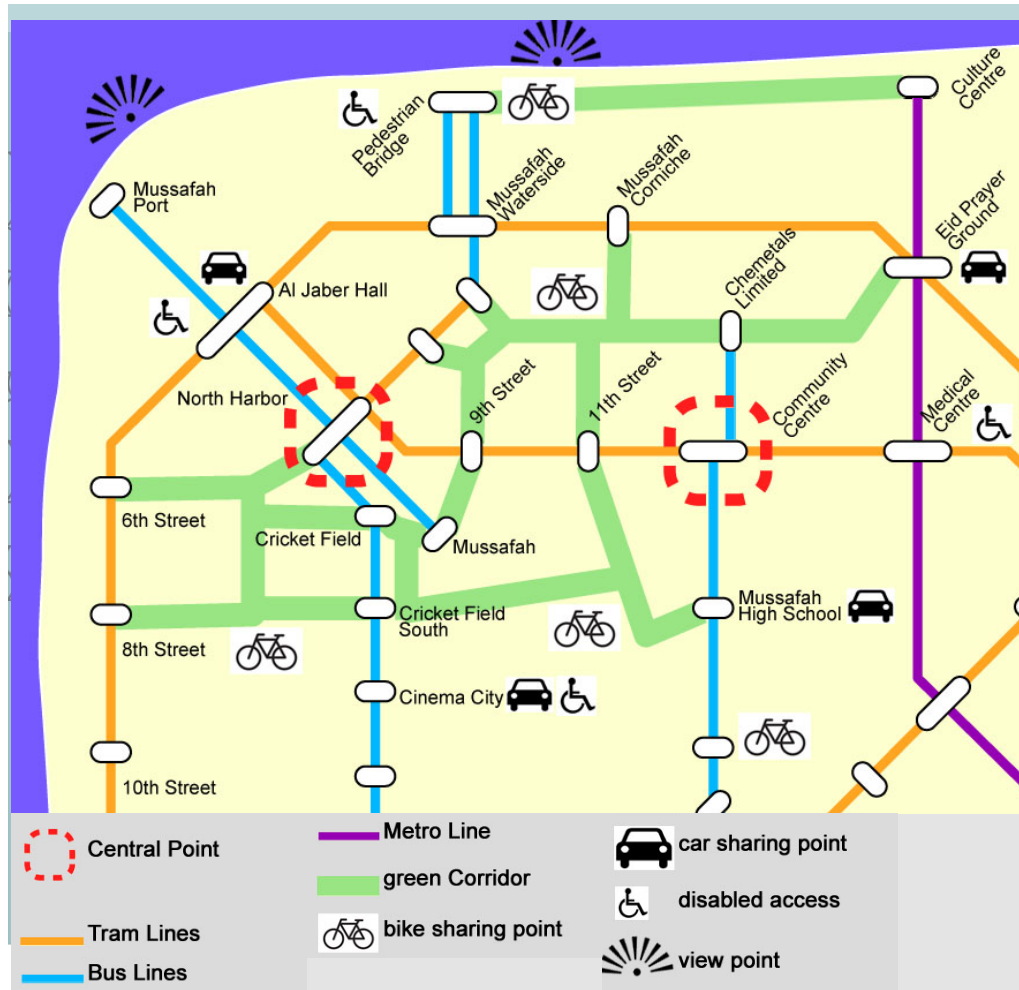 Culture
Centre
Pedestrian
Bridge
Mussafah
Port
Mussafah
Waterside
Mussafah
Corniche
Eid Prayer
Ground
Chemetals
Limited
Al Jaber Hall
North Harbor
9th Street
11th Street
Community
Centre
Medical
Centre
6th Street
Cricket Field
Mussafah
8th Street
Cricket Field
South
Mussafah
High School
Cinema City
10th Street
Central Point
Tram Lines
Bus Lines
Metro Line
green Corridor
bike sharing point
car sharing point
disabled access
view point